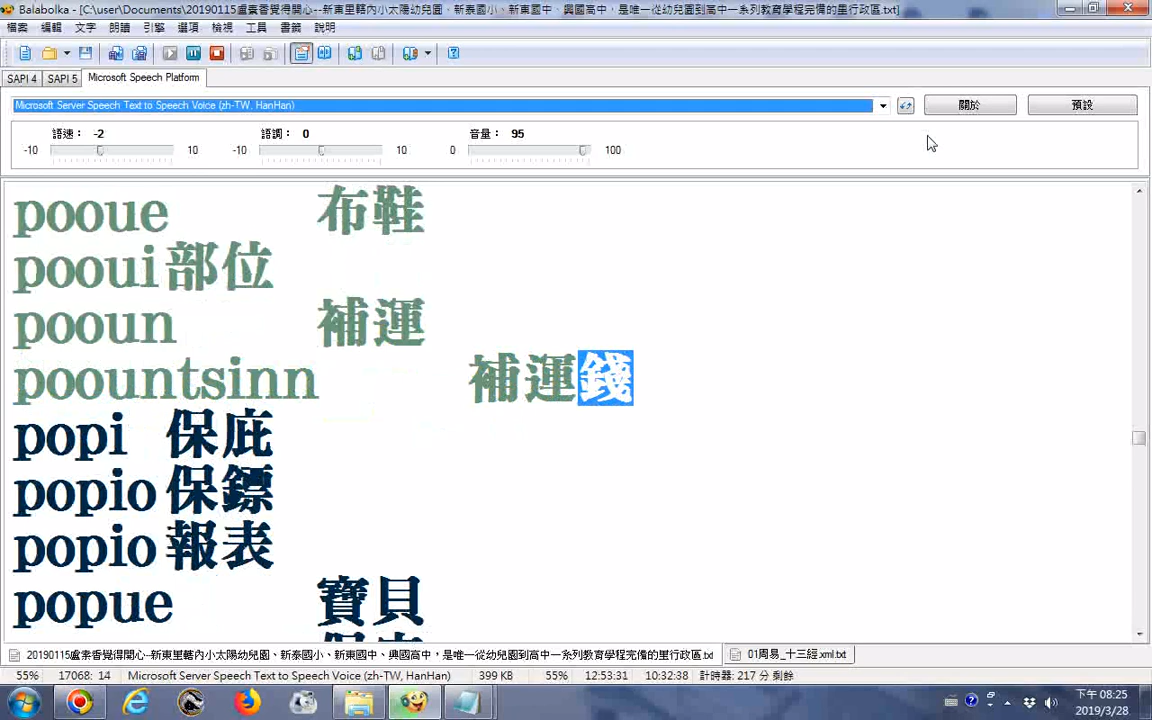 Balabolka - [C:\user\Documents\20190115盧素香覺得開心--新東里轄內小太陽幼兒園、新泰國小、新東國中、興國高中，是唯一從幼兒園到高中一系列教育學程完備的里行政區.txt]
檔案 編輯 文字 朗讀 引擎 選項 檢視 工具 書籤 說明
SAPI 4 SAPI 5 Microsoft Speech Platform
Microsoft Server Speech Text to Speech Voice (zh-TW, HanHan) 關於 預設
語速： -2 語調： 0 音量： 95
-10 10 -10 10 0 100
pooue 布鞋
pooui 部位
pooun 補運
poountsinn 補運錢
popi 保庇
popio 保鏢
popio 報表
popue 寶貝
20190115盧素香覺得開心--新東里轄內小太陽幼兒園、新泰國小、新東國中、興國高中，是唯一從幼兒園到高中一系列教育學程完備的里行政區.txt 01周易_十三經.xml.txt
55% 17068: 14 Microsoft Server Speech Text to Speech Voice (zh-TW, HanHan) 399 KB 55% 12:53:31 10:32:38 計時器: 217 分 剩餘
下午 08:25
2019/3/28